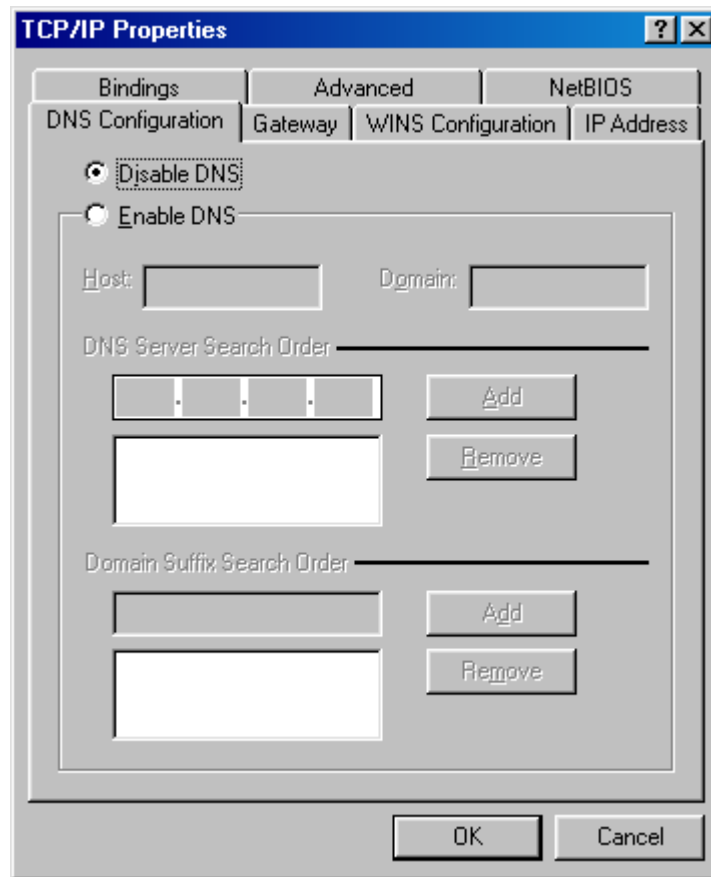 TCP/IP Properties
Bindings Advanced NetBIOS
DNS Configuration Gateway WINS Configuration IP Address
Disable DNS
Enable DNS
Host: Domain:
DNS Server Search Order
. . . Add
Remove
Domain Suffix Search Order
Add
Remove
OK Cancel